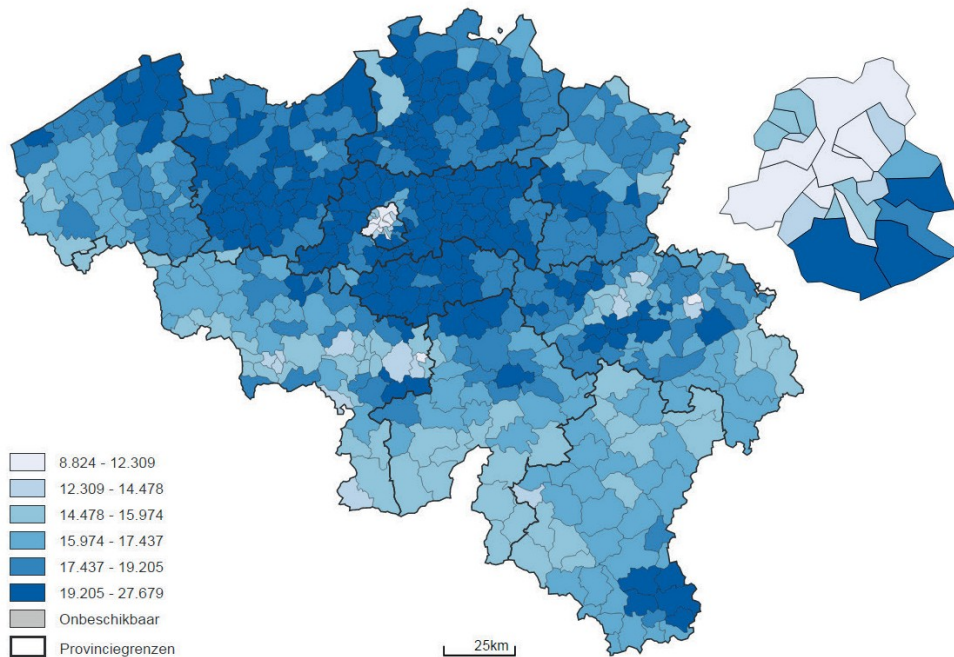 8.824 - 12.309
12.309 - 14.478
14.478 - 15.974
15.974 - 17.437
17.437 - 19.205
19.205 - 27.679
Onbeschikbaar
Provinciegrenzen
25km